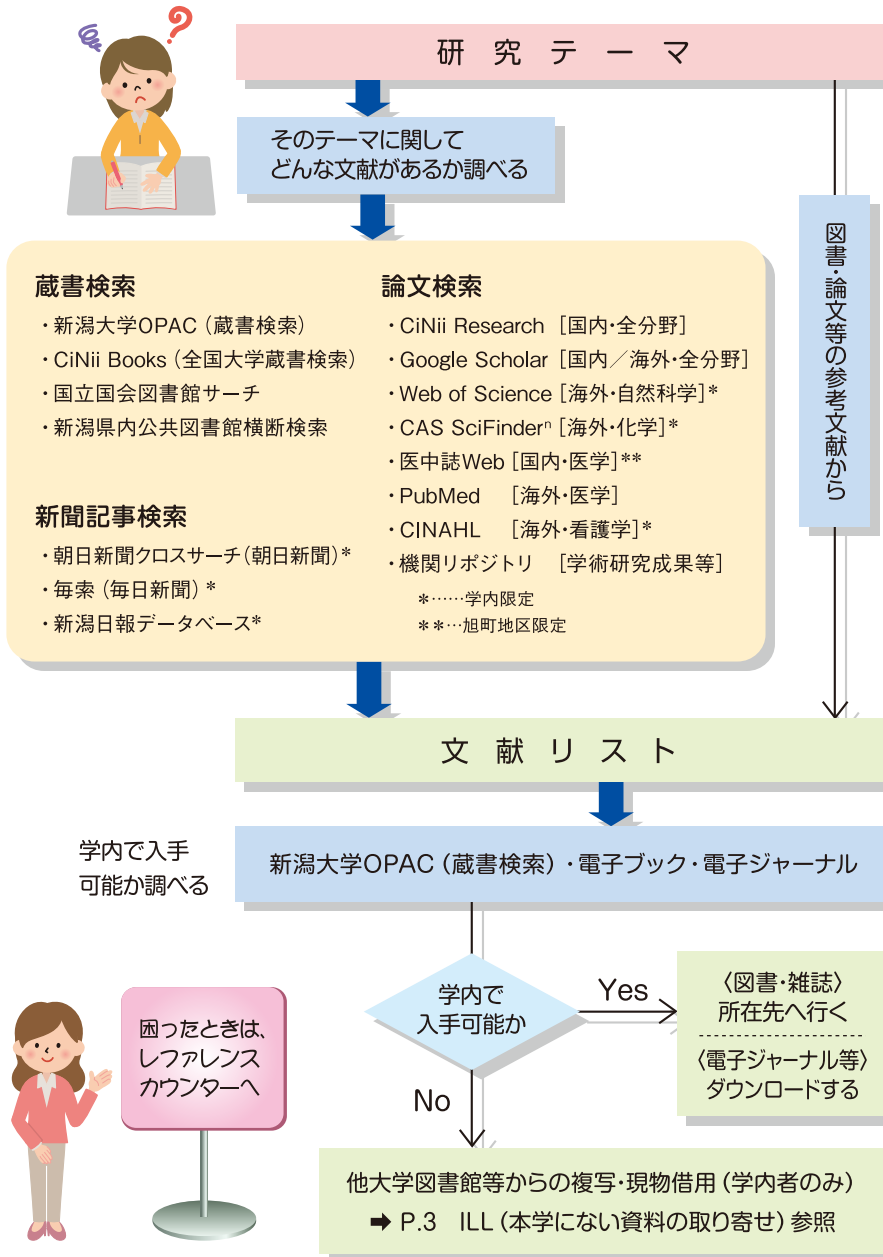 ?
研究テーマ
そのテーマに関して
どんな文献があるか調べる
図書・論文等の参考文献から
蔵書検索
・新潟大学OPAC(蔵書検索)
・CiNii Books(全国大学蔵書検索)
・国立国会図書館サーチ
・新潟県内公共図書館横断検索
新聞記事検索
・朝日新聞クロスサーチ(朝日新聞)*
・毎索(毎日新聞)*
・新潟日報データベース*
論文検索
・CiNii Research [国内・全分野]
・Google Scholar [国内/海外・全分野]
・Web of Science [海外・自然科学]*
・CAS SciFinderⁿ [海外・化学]*
・医中誌Web [国内・医学]**
・PubMed [海外・医学]
・CINAHL [海外・看護学]*
・機関リポジトリ [学術研究成果等]
*……学内限定
**…旭町地区限定
文献リスト
学内で入手
可能か調べる
新潟大学OPAC(蔵書検索)・電子ブック・電子ジャーナル
学内で
入手可能か
Yes
〈図書・雑誌〉
所在先へ行く
〈電子ジャーナル等〉
ダウンロードする
No
他大学図書館等からの複写・現物借用(学内者のみ)
➡ P.3 ILL(本学にない資料の取り寄せ)参照
困ったときは、
レファレンス
カウンターへ